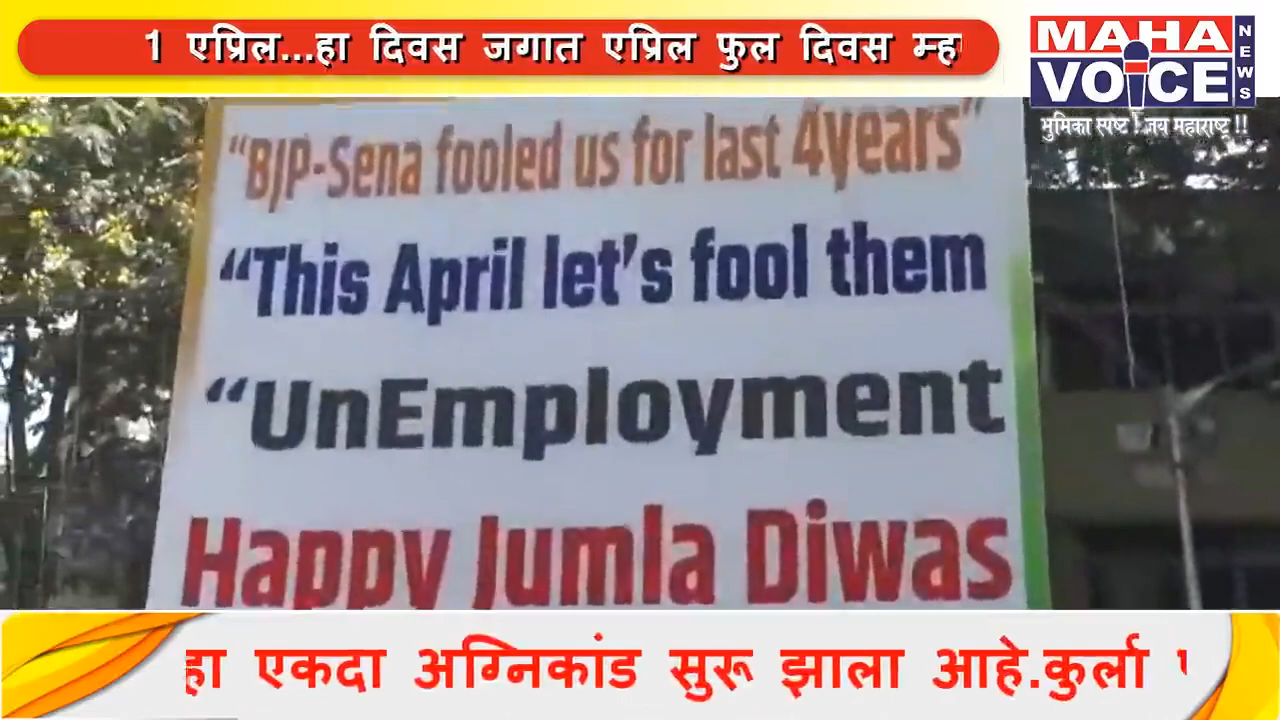 1 एप्रिल...हा दिवस जगात एप्रिल फुल दिवस
MAHA
VOICE
NEWS
भुमिका स्पष्ट ! जय महाराष्ट्र !!
“BJP-Sena fooled us for last 4years”
“This April let's fool them
“UnEmployment
Happy Jumla Diwas
एकदा अग्निकांड सुरू झाला आहे.कुर्ला